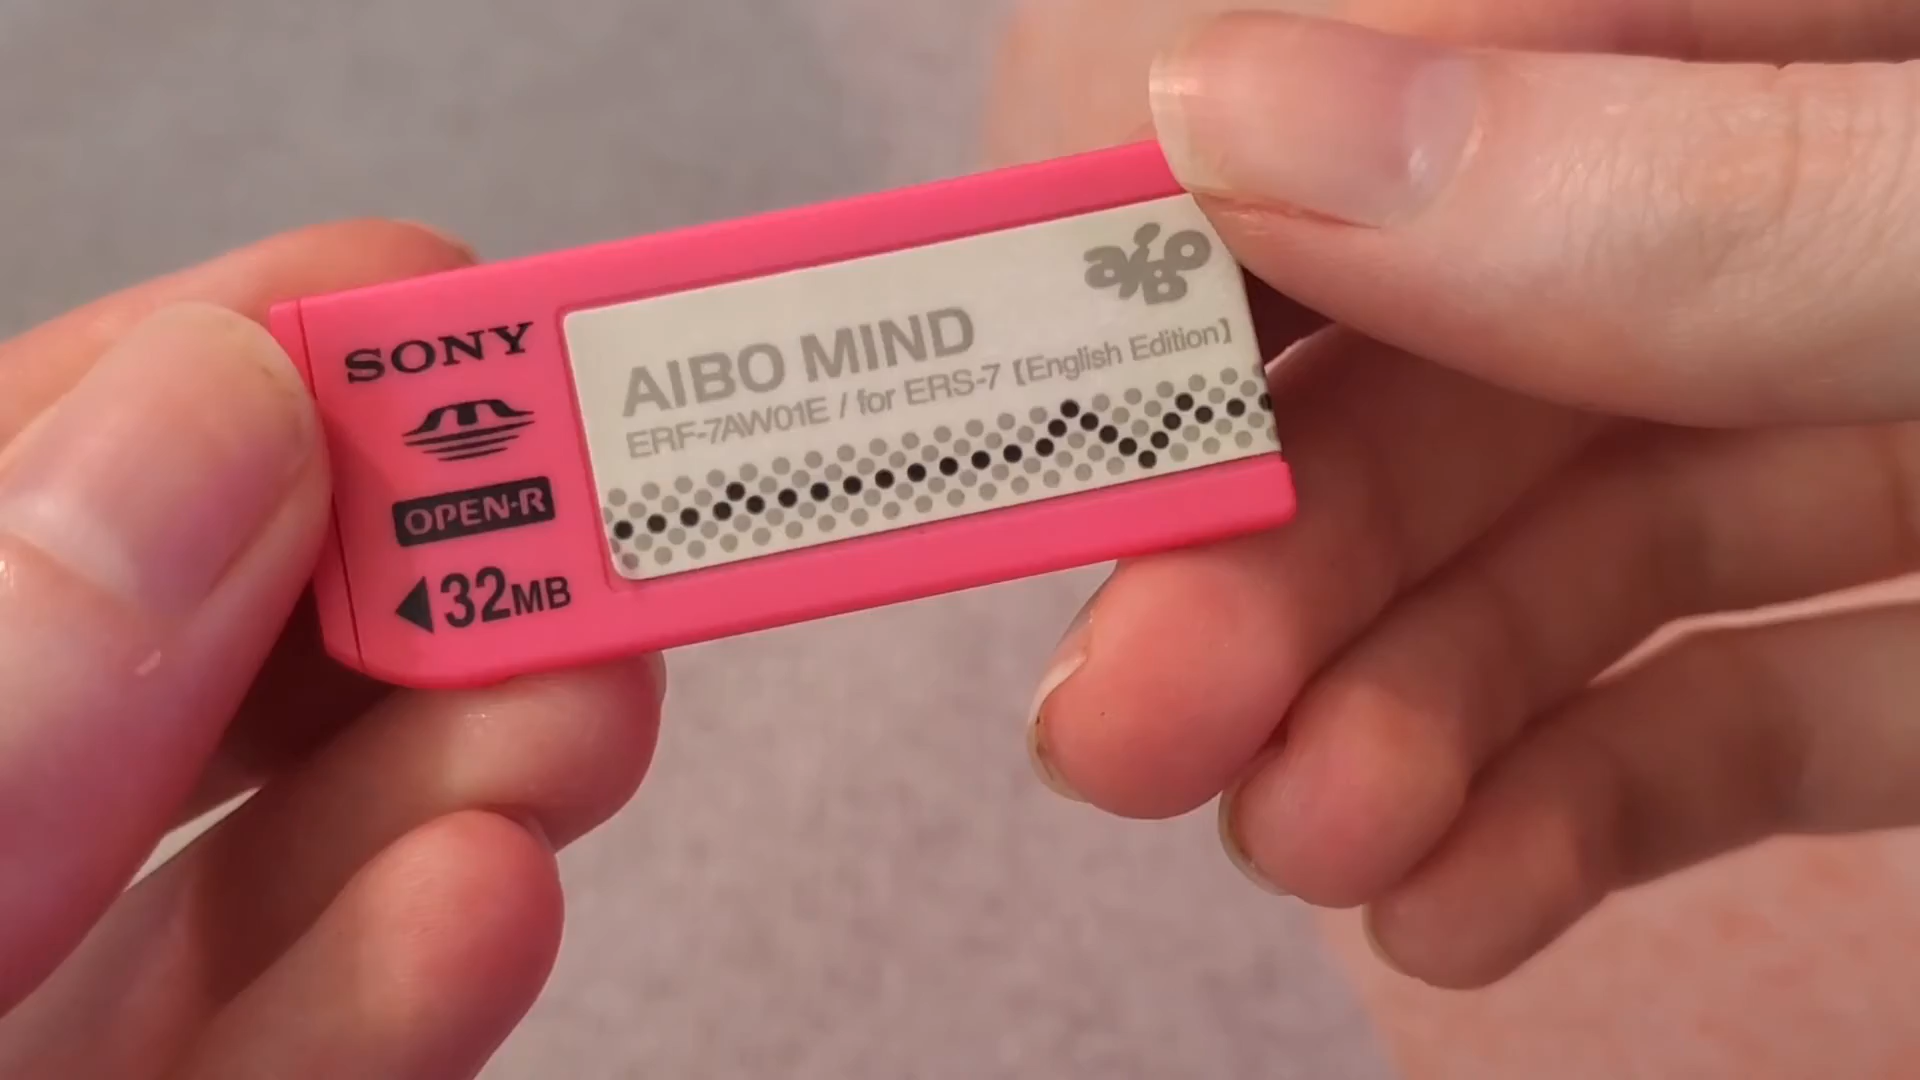 SONY
OPEN-R
32MB
aiBo
AIBO MIND
ERF-7AW01E / for ERS-7【English Edition】